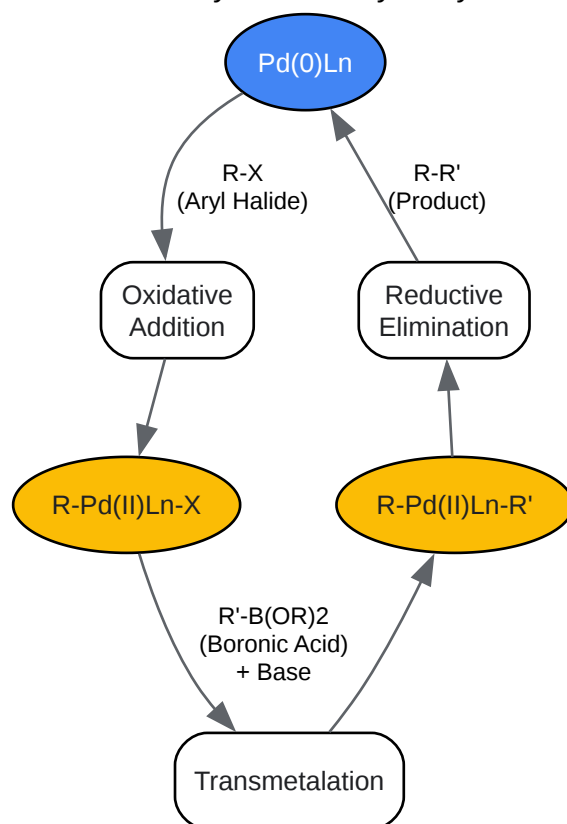 Pd(0)Ln
R-X
(Aryl Halide)
R-R'
(Product)
Oxidative
Addition
Reductive
Elimination
R-Pd(II)Ln-X
R-Pd(II)Ln-R'
R'-B(OR)2
(Boronic Acid)
+ Base
Transmetalation